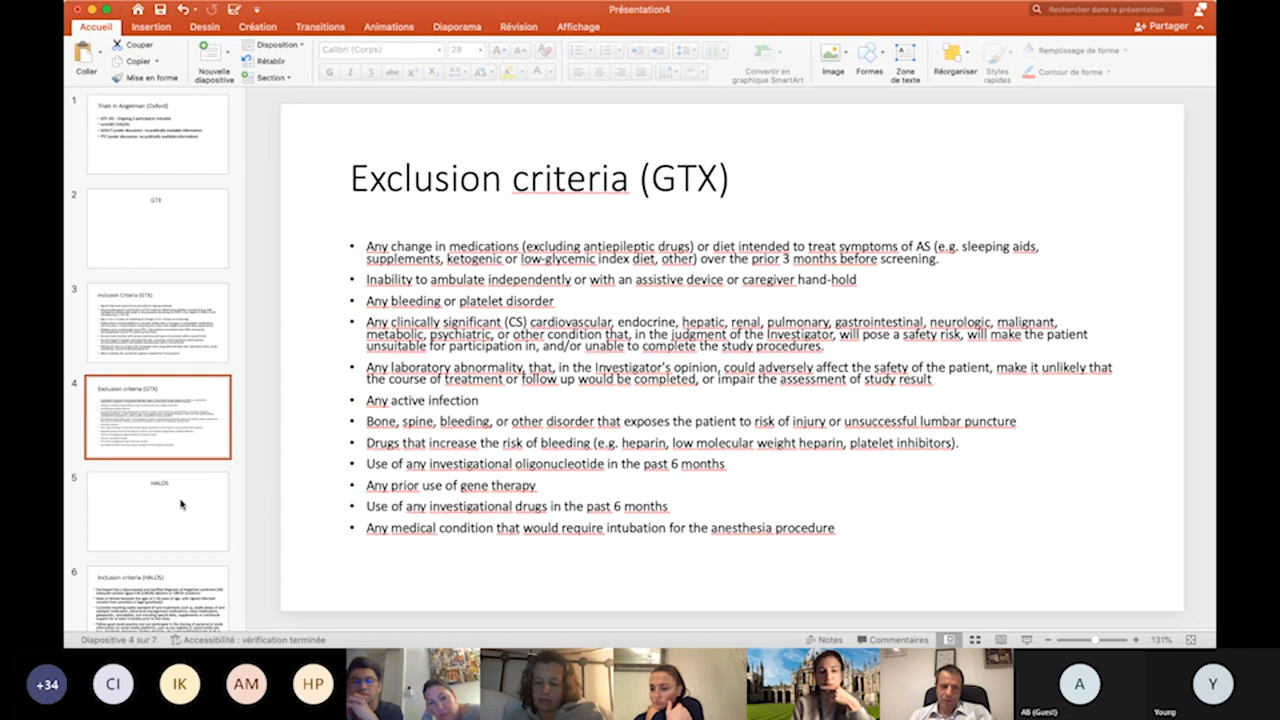 Présentation4
Rechercher dans la présentation
Accueil
Insertion
Dessin
Création
Transitions
Animations
Diaporama
Révision
Affichage
Partager
Coller
Couper
Copier
Mise en forme
Nouvelle
diapositive
Disposition
Rétablir
Section
Calibri (Corps)
28
Convertir en
graphique SmartArt
Image
Formes
Zone
de texte
Réorganiser
Styles
rapides
Remplissage de forme
Contour de forme
1
Trials in Angelman (Oxford)
2
GTX
3
Inclusion Criteria (GTX)
4
Exclusion criteria (GTX)
5
HALOS
6
Inclusion criteria (HALOS)
Exclusion criteria (GTX)
• Any change in medications (excluding antiepileptic drugs) or diet intended to treat symptoms of AS (e.g. sleeping aids,
supplements, ketogenic or low-glycemic index diet, other) over the prior 3 months before screening.
• Inability to ambulate independently or with an assistive device or caregiver hand-hold
• Any bleeding or platelet disorder
• Any clinically significant (CS) cardiovascular, endocrine, hepatic, renal, pulmonary, gastrointestinal, neurologic, malignant,
metabolic, psychiatric, or other condition that, in the judgment of the Investigator, will pose a safety risk, will make the patient
unsuitable for participation in, and/or unable to complete the study procedures.
• Any laboratory abnormality, that, in the Investigator's opinion, could adversely affect the safety of the patient, make it unlikely that
the course of treatment or follow up would be completed, or impair the assessment of study result
• Any active infection
• Bone, spine, bleeding, or other disorder that exposes the patient to risk of injury or unsuccessful lumbar puncture
• Drugs that increase the risk of bleeding (e.g. heparin, low molecular weight heparin, platelet inhibitors).
• Use of any investigational oligonucleotide in the past 6 months
• Any prior use of gene therapy
• Use of any investigational drugs in the past 6 months
• Any medical condition that would require intubation for the anesthesia procedure
Diapositive 4 sur 7
Accessibilité : vérification terminée
Notes
Commentaires
131%
+34
CI
IK
AM
HP
A
AB (Guest)
Y
Young